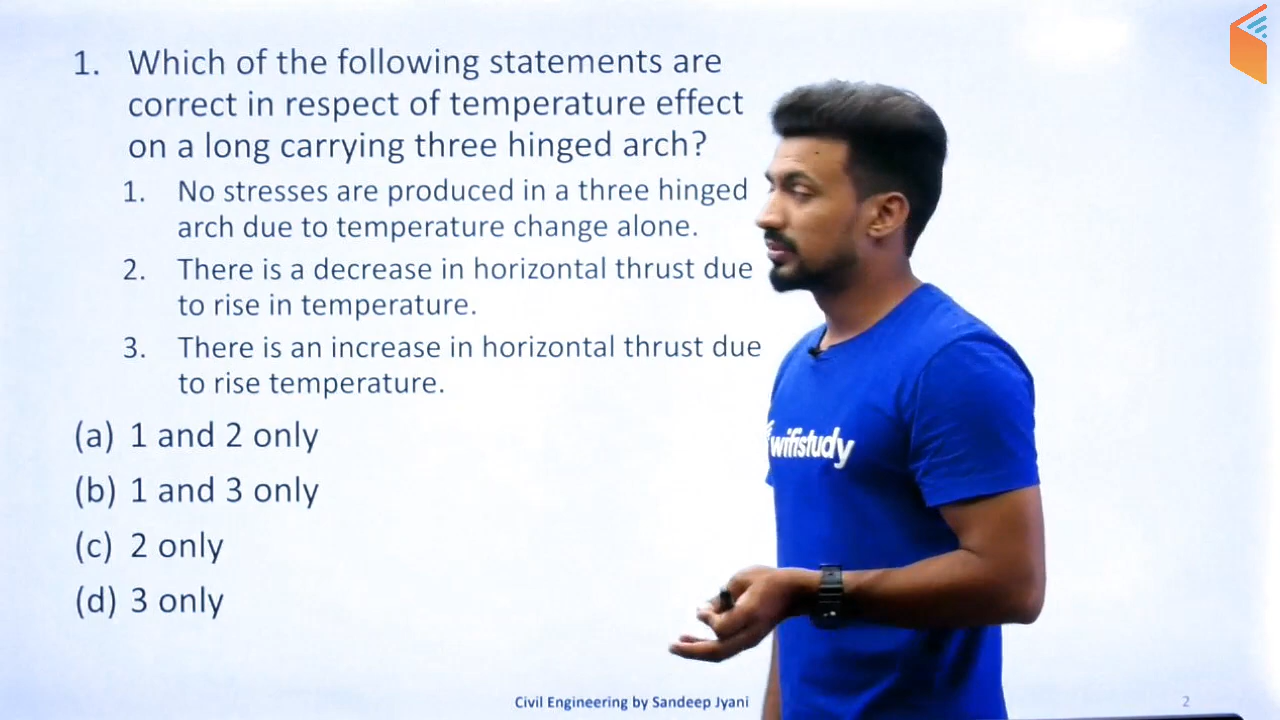 1. Which of the following statements are
correct in respect of temperature effect
on a long carrying three hinged arch?
1. No stresses are produced in a three hinged
arch due to temperature change alone.
2. There is a decrease in horizontal thrust due
to rise in temperature.
3. There is an increase in horizontal thrust due
to rise temperature.
(a) 1 and 2 only
(b) 1 and 3 only
(c) 2 only
(d) 3 only
wifistudy
Civil Engineering by Sandeep Jyani
2